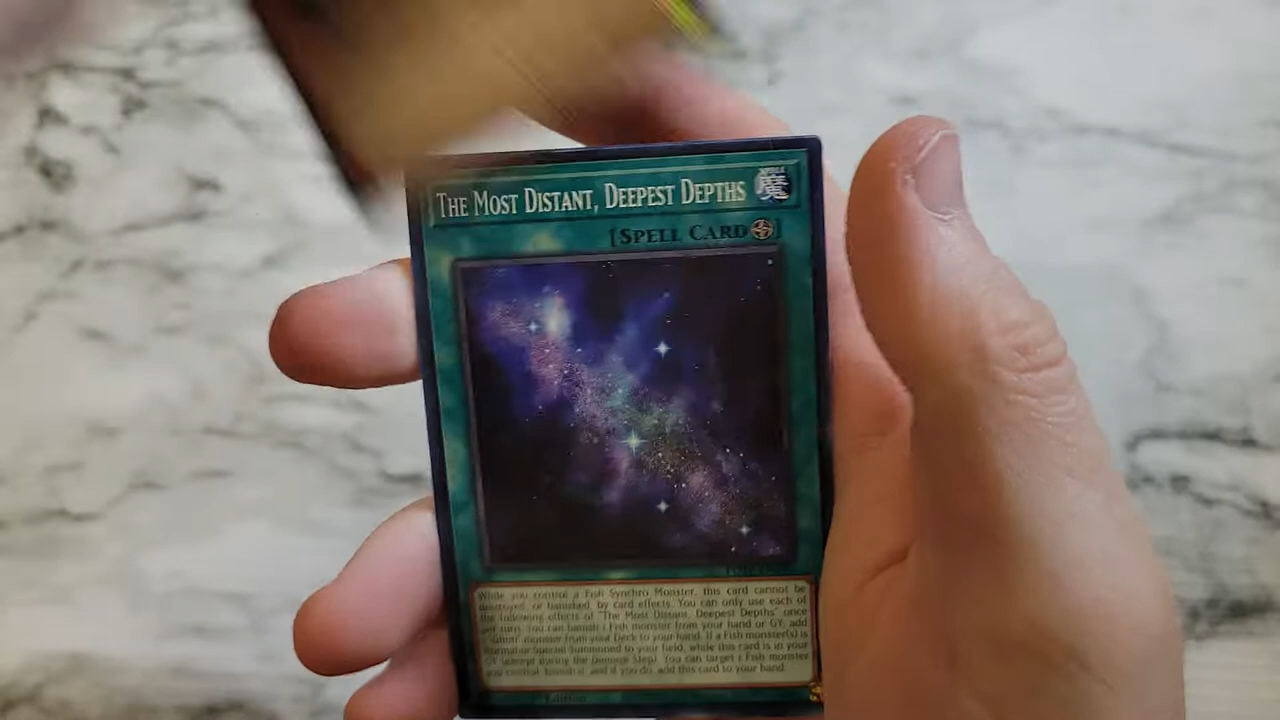 THE MOST DISTANT, DEEPEST DEPTHS
[SPELL CARD]
While you control a Fish Synchro Monster, this card cannot be
destroyed, or banished, by card effects. You can only use each of
the following effects of "The Most Distant, Deepest Depths" once
per turn. You can banish 1 Fish monster from your hand or GY; add
1 "Ghoti" monster from your Deck to your hand. If a Fish monster(s) is
Normal or Special Summoned to your field, while this card is in your
GY (except during the Damage Step): You can target 1 Fish monster
you control; banish it, and if you do, add this card to your hand.
Edition